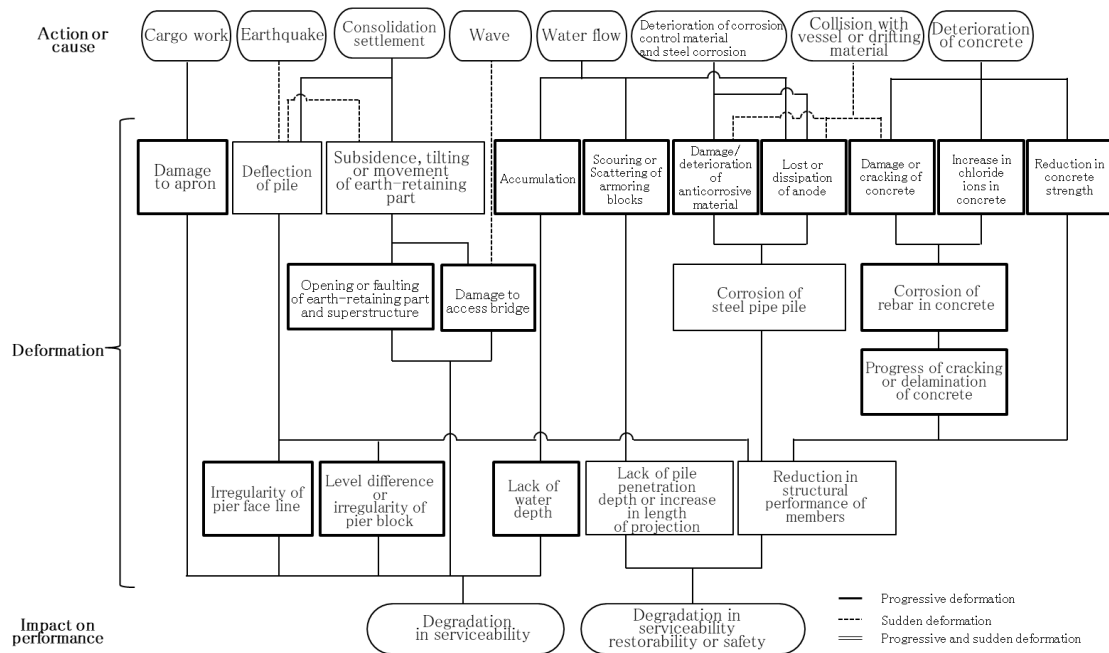 Action or
cause
Cargo work
Earthquake
Consolidation
settlement
Wave
Water flow
Deterioration of corrosion
control material
and steel corrosion
Collision with
vessel or drifting
material
Deterioration
of concrete
Deformation
Damage
to apron
Deflection
of pile
Subsidence, tilting
or movement
of earth-retaining
part
Accumulation
Scouring or
Scattering of
armoring
blocks
Damage/
deterioration of
anticorrosive
material
Lost or
dissipation
of anode
Damage or
cracking of
concrete
Increase in
chloride
ions in
concrete
Reduction in
concrete
strength
Opening or faulting
of earth-retaining part
and superstructure
Damage to
access bridge
Corrosion of
steel pipe pile
Corrosion of
rebar in concrete
Progress of cracking
or delamination
of concrete
Irregularity of
pier face line
Level difference
or
irregularity of
pier block
Lack of
water depth
Lack of pile
penetration
depth or increase
in length
of projection
Reduction in
structural
performance of
members
Impact on
performance
Degradation
in serviceability
Degradation in
serviceability
restorability or safety
Progressive deformation
Sudden deformation
Progressive and sudden deformation